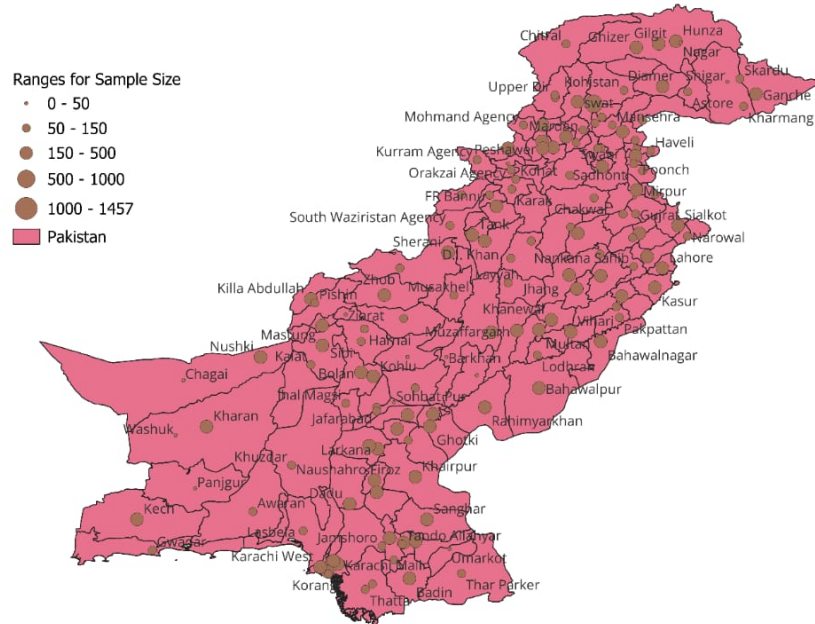 Ranges for Sample Size
0 - 50
50 - 150
150 - 500
500 - 1000
1000 - 1457
Pakistan
Chitral
Ghizer
Gilgit
Hunza
Nagar
Skardu
Shigar
Diamer
Ganche
Astore
Kharmang
Kohistan
Upper Dir
Swat
Mansehra
Mohmand Agency
Mardan
Haveli
Kurram Agency
Peshawar
Swabi
Poonch
Orakzai Agency
Kohat
Sadhonti
FR Bannu
Karak
Mirpur
South Waziristan Agency
Chakwal
Gujrat
Sialkot
Tank
Narowal
Sherani
D.I. Khan
Nankana Sahib
Lahore
Killa Abdullah
Zhob
Layyah
Jhang
Pishin
Musakhel
Kasur
Ziarat
Khanewal
Mastung
Harnai
Muzaffargarh
Vihari
Pakpattan
Nushki
Kalat
Sibi
Multan
Bahawalnagar
Chagai
Bolan
Kohlu
Barkhan
Lodhran
Jhal Magsi
Sohbat Pur
Bahawalpur
Kharan
Jafarabad
Rahimyarkhan
Washuk
Ghotki
Khuzdar
Larkana
Naushahro Firoz
Khairpur
Panjgur
Dadu
Kech
Awaran
Sanghar
Lasbela
Gwadar
Jamshoro
Tando Allahyar
Karachi West
Umarkot
Korangi
Karachi Malir
Thatta
Badin
Thar Parker